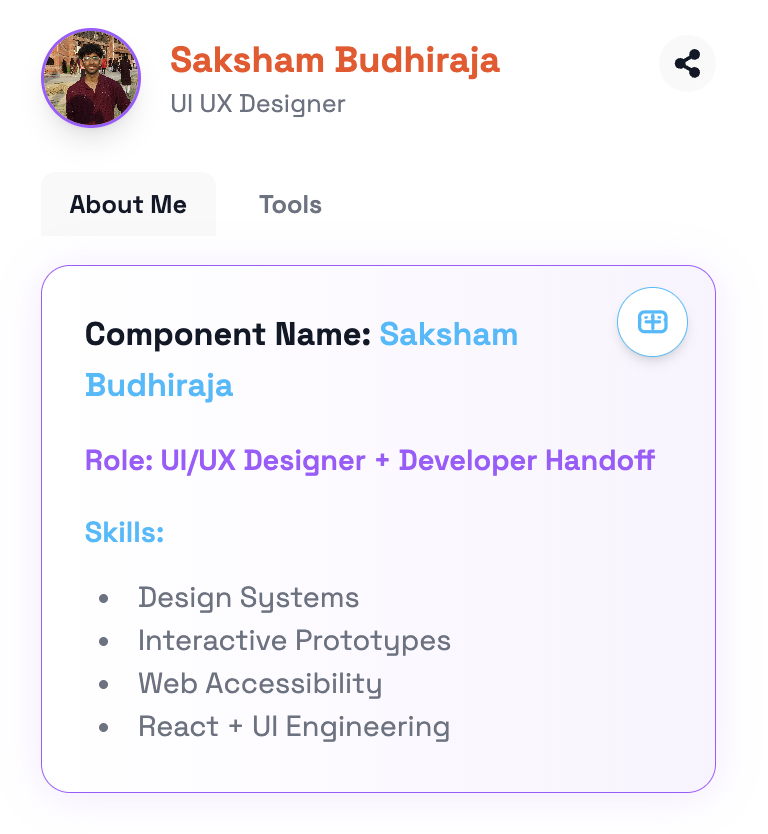 Saksham Budhiraja
UI UX Designer
About Me
Tools
Component Name: Saksham
Budhiraja
Role: UI/UX Designer + Developer Handoff
Skills:
• Design Systems
• Interactive Prototypes
• Web Accessibility
• React + UI Engineering